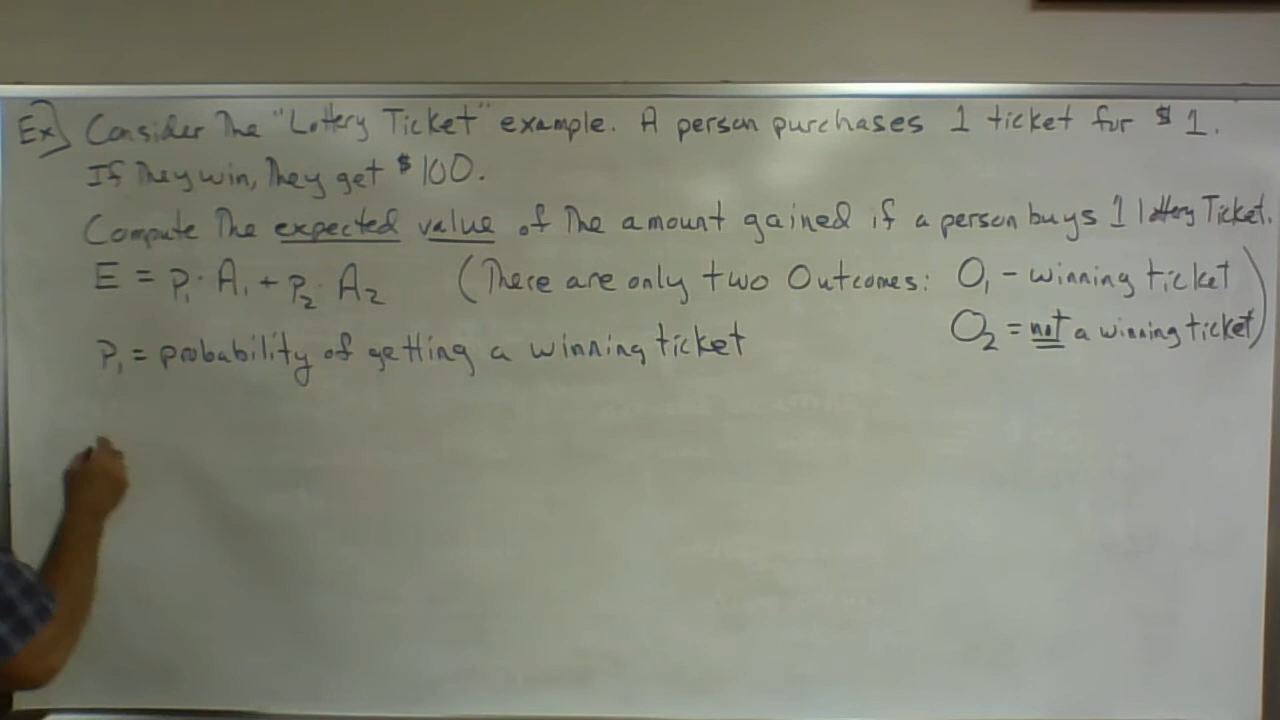 Ex) Consider The "Lottery Ticket" example. A person purchases 1 ticket for $1.
If They win, They get $100.
Compute The expected value of The amount gained if a person buys 1 lottery Ticket.
E = p₁·A₁ + p₂·A₂ (There are only two Outcomes: O₁ - winning ticket
O₂ = not a winning ticket)
p₁ = probability of getting a winning ticket